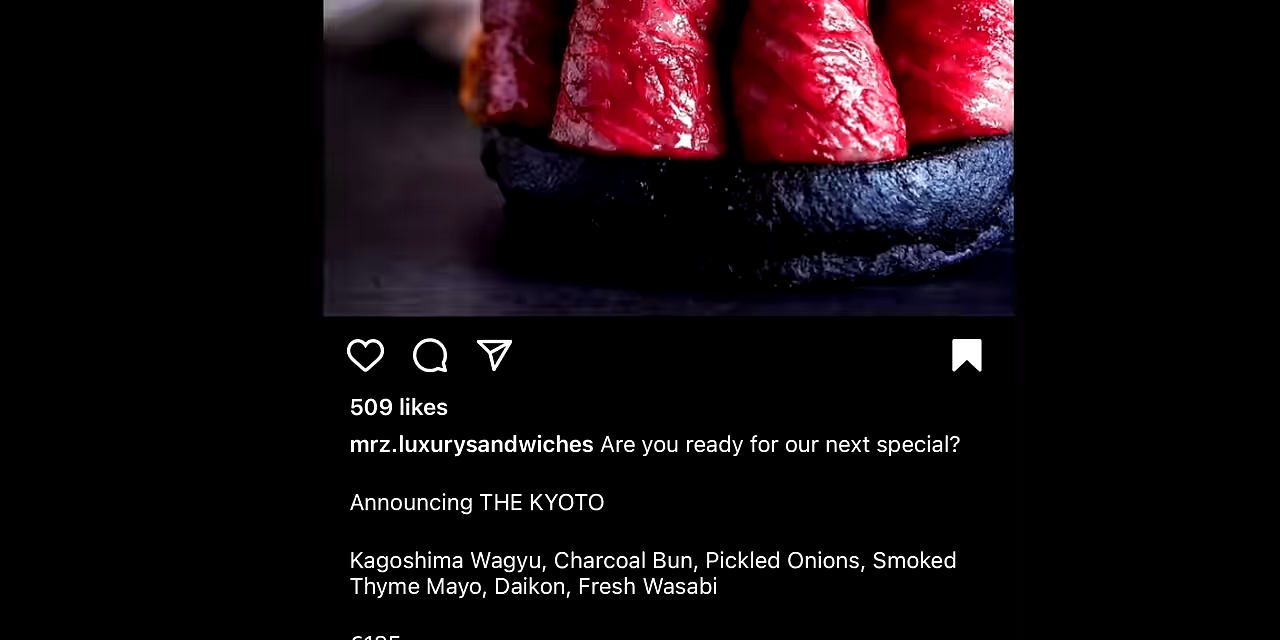 509 likes
mrz.luxurysandwiches Are you ready for our next special?
Announcing THE KYOTO
Kagoshima Wagyu, Charcoal Bun, Pickled Onions, Smoked
Thyme Mayo, Daikon, Fresh Wasabi